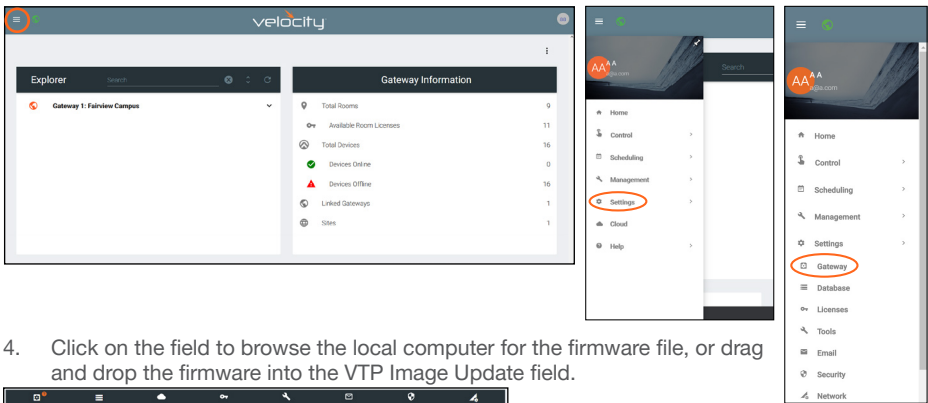 velocity
AA
Explorer
Search
Gateway 1: Fairview Campus
Gateway Information
Total Rooms 9
Available Room Licenses 11
Total Devices 16
Devices Online 0
Devices Offline 16
Linked Gateways 1
Sites 1
AA
A A
Search
Home
Control
Scheduling
Management
Settings
Cloud
Help
AA
A A
Home
Control
Scheduling
Management
Settings
Gateway
Database
Licenses
Tools
Email
Security
Network
4. Click on the field to browse the local computer for the firmware file, or drag
and drop the firmware into the VTP Image Update field.